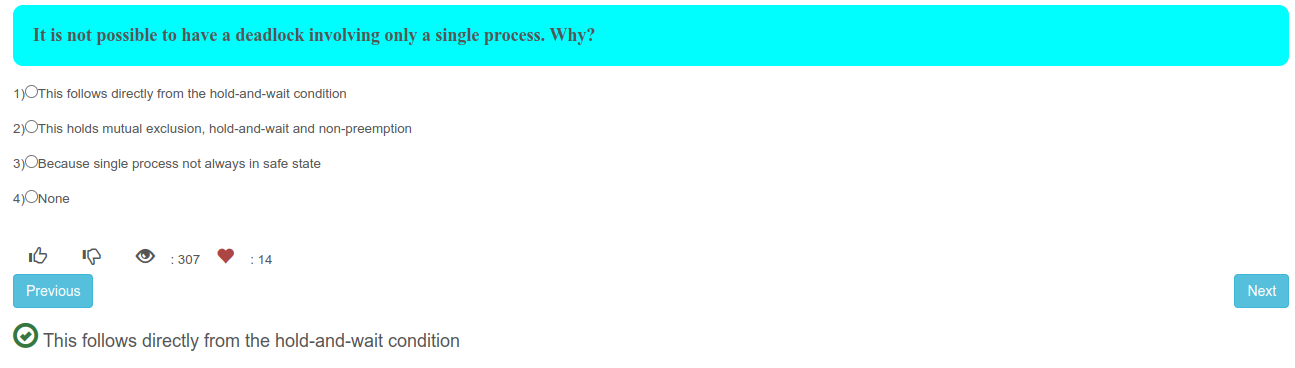 It is not possible to have a deadlock involving only a single process. Why?
1) This follows directly from the hold-and-wait condition
2) This holds mutual exclusion, hold-and-wait and non-preemption
3) Because single process not always in safe state
4) None
: 307 : 14
Previous Next
This follows directly from the hold-and-wait condition